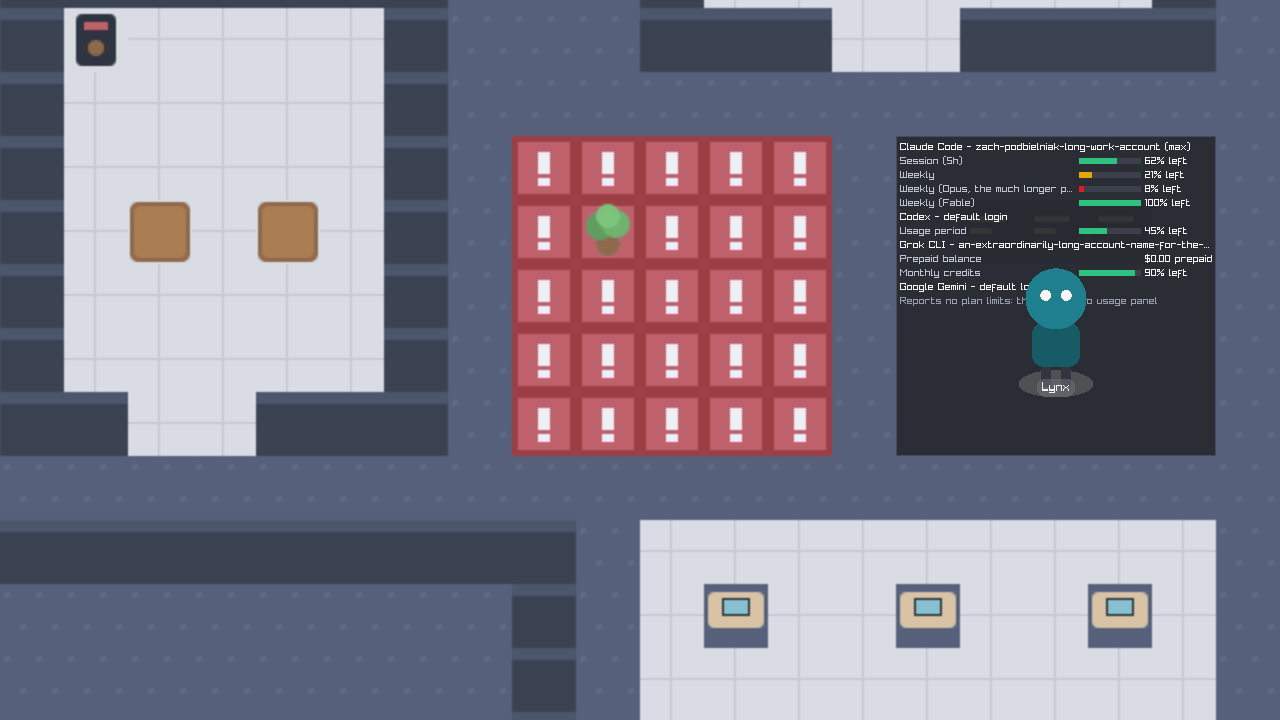 ! ! ! ! !
! ! ! ! 
! ! ! ! !
! ! ! ! !
! ! ! ! !
Claude Code - zach-podbielniak-long-work-account (max)
Session (5h) 62% left
Weekly 21% left
Weekly (Opus, the much longer p... 8% left
Weekly (Fable) 100% left
Codex - default login
Usage period 45% left
Grok CLI - an-extraordinarily-long-account-name-for-the-...
Prepaid balance $0.00 prepaid
Monthly credits 90% left
Google Gemini - default lo
Reports no plan limits: th o usage panel
Lynx